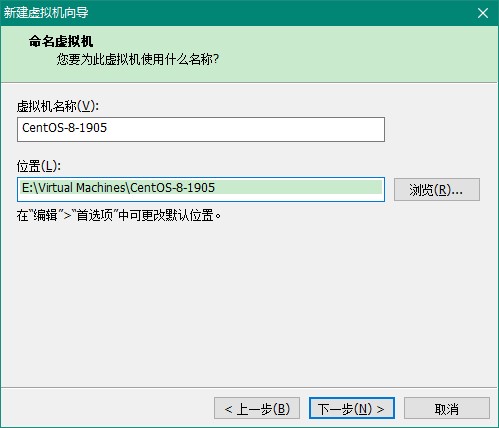 新建虚拟机向导
命名虚拟机
您要为此虚拟机使用什么名称?
虚拟机名称(V):
CentOS-8-1905
位置(L):
E:\Virtual Machines\CentOS-8-1905
浏览(R)...
在“编辑”>“首选项”中可更改默认位置。
< 上一步(B)
下一步(N) >
取消